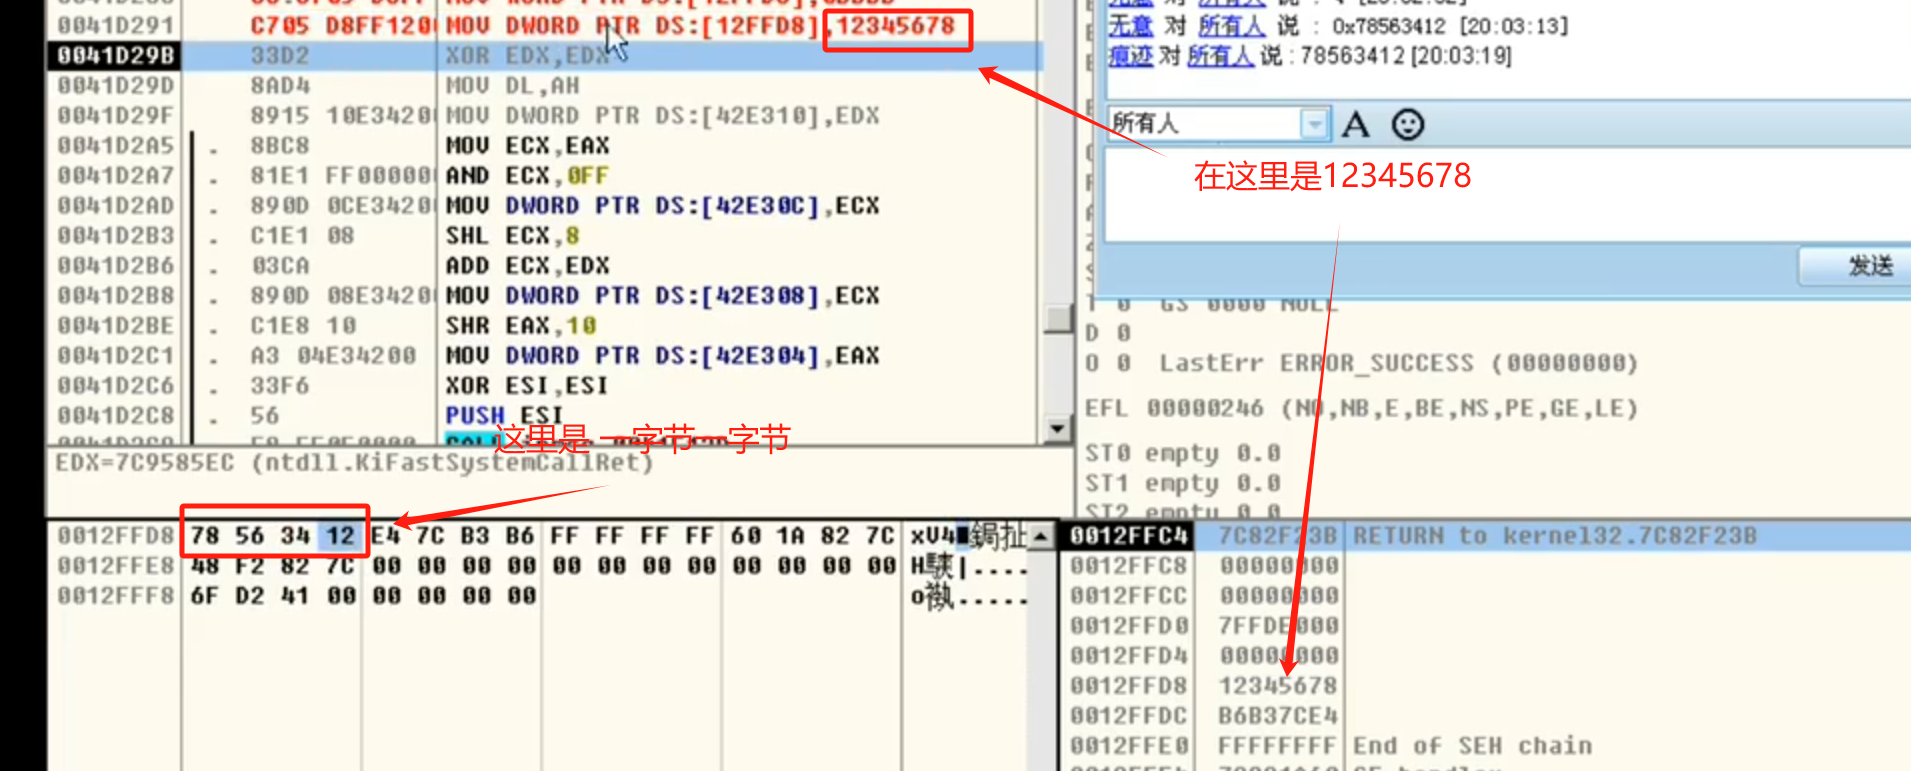 0041D291 C705 D8FF120 MOV DWORD PTR DS:[12FFD8],12345678
0041D29B 33D2 XOR EDX,EDX
0041D29D 8AD4 MOV DL,AH
0041D29F 8915 10E3420 MOV DWORD PTR DS:[42E310],EDX
0041D2A5 . 8BC8 MOV ECX,EAX
0041D2A7 . 81E1 FF00000 AND ECX,0FF
0041D2AD . 890D 0CE3420 MOV DWORD PTR DS:[42E30C],ECX
0041D2B3 . C1E1 08 SHL ECX,8
0041D2B6 . 03CA ADD ECX,EDX
0041D2B8 . 890D 08E3420 MOV DWORD PTR DS:[42E308],ECX
0041D2BE . C1E8 10 SHR EAX,10
0041D2C1 . A3 04E34200 MOV DWORD PTR DS:[42E304],EAX
0041D2C6 . 33F6 XOR ESI,ESI
0041D2C8 . 56 PUSH ESI
这里是 一字节一字节
EDX=7C9585EC (ntdll.KiFastSystemCallRet)
无意 对 所有人 说 : 0x78563412 [20:03:13]
痕迹 对 所有人 说 : 78563412 [20:03:19]
所有人 A
在这里是12345678
发送
T 0 GS 0000 NULL
D 0
O 0 LastErr ERROR_SUCCESS (00000000)
EFL 00000246 (NO,NB,E,BE,NS,PE,GE,LE)
ST0 empty 0.0
ST1 empty 0.0
ST2 empty 0.0
0012FFD8 78 56 34 12 E4 7C B3 B6 FF FF FF FF 60 1A 82 7C xV4
0012FFE8 48 F2 82 7C 00 00 00 00 00 00 00 00 00 00 00 00
0012FFF8 6F D2 41 00 00 00 00 00
0012FFC4 7C82F23B RETURN to kernel32.7C82F23B
0012FFC8 00000000
0012FFCC 00000000
0012FFD0 7FFDE000
0012FFD4 00000000
0012FFD8 12345678
0012FFDC B6B37CE4
0012FFE0 FFFFFFFF End of SEH chain